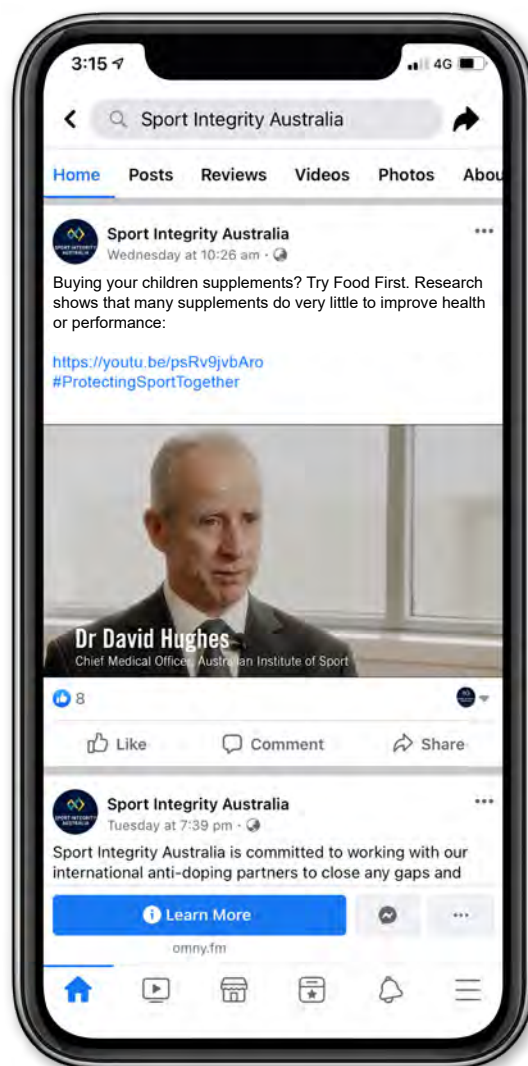 3:15
4G
Sport Integrity Australia
Home Posts Reviews Videos Photos Abou
Sport Integrity Australia
Wednesday at 10:26 am ·
Buying your children supplements? Try Food First. Research
shows that many supplements do very little to improve health
or performance:
https://youtu.be/psRv9jvbAro
#ProtectingSportTogether
Dr David Hughes
Chief Medical Officer, Australian Institute of Sport
8
Like Comment Share
SPORT INTEGRITY
AUSTRALIA
Sport Integrity Australia
Tuesday at 7:39 pm ·
Sport Integrity Australia is committed to working with our
international anti-doping partners to close any gaps and
Learn More
omny.fm